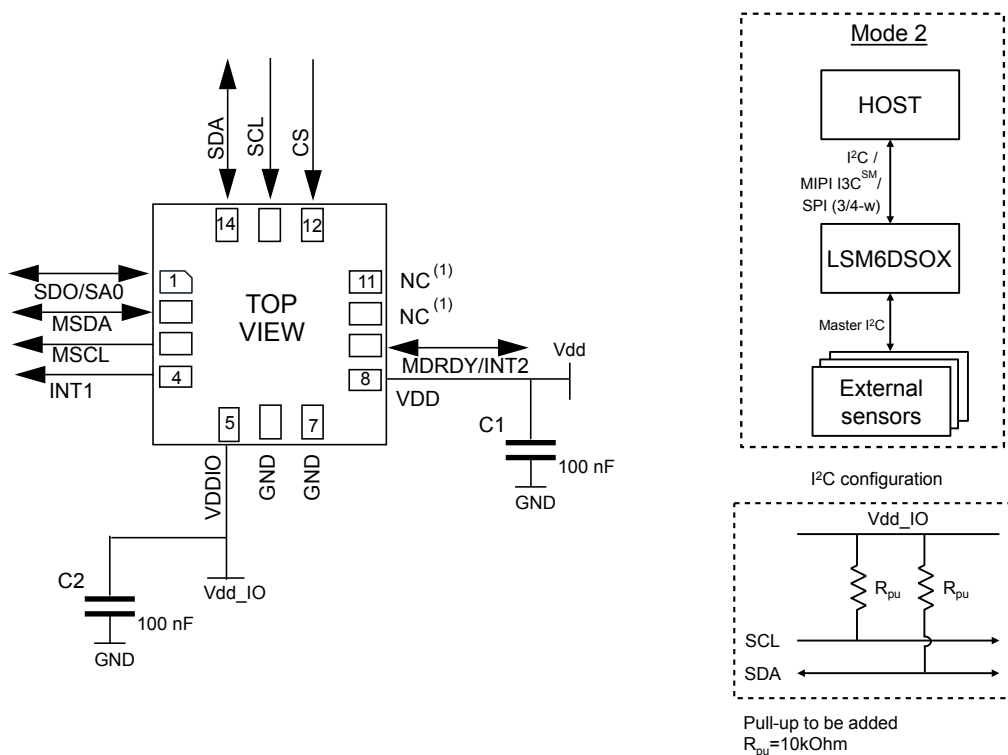 SDA
SCL
CS
14
12
1
11
NC (1)
SDO/SA0
TOP
VIEW
NC (1)
MSDA
MSCL
MDRDY/INT2
Vdd
INT1
4
8
VDD
5
7
C1
100 nF
GND
VDDIO
GND
GND
C2
100 nF
GND
Vdd_IO
Mode 2
HOST
I²C /
MIPI I3C SM/
SPI (3/4-w)
LSM6DSOX
Master I²C
External
sensors
I²C configuration
Vdd_IO
Rpu
Rpu
SCL
SDA
Pull-up to be added
Rpu=10kOhm